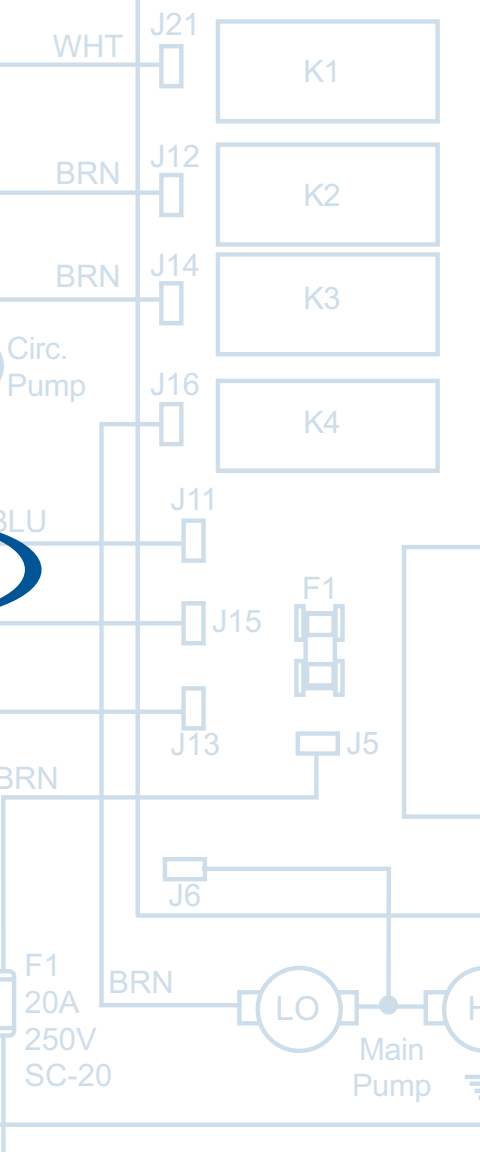 J21
WHT
K1
J12
BRN
K2
J14
BRN
K3
Circ.
Pump
J16
K4
J11
BLU
F1
J15
J13
J5
BRN
J6
F1
20A
250V
SC-20
BRN
LO
H
Main
Pump